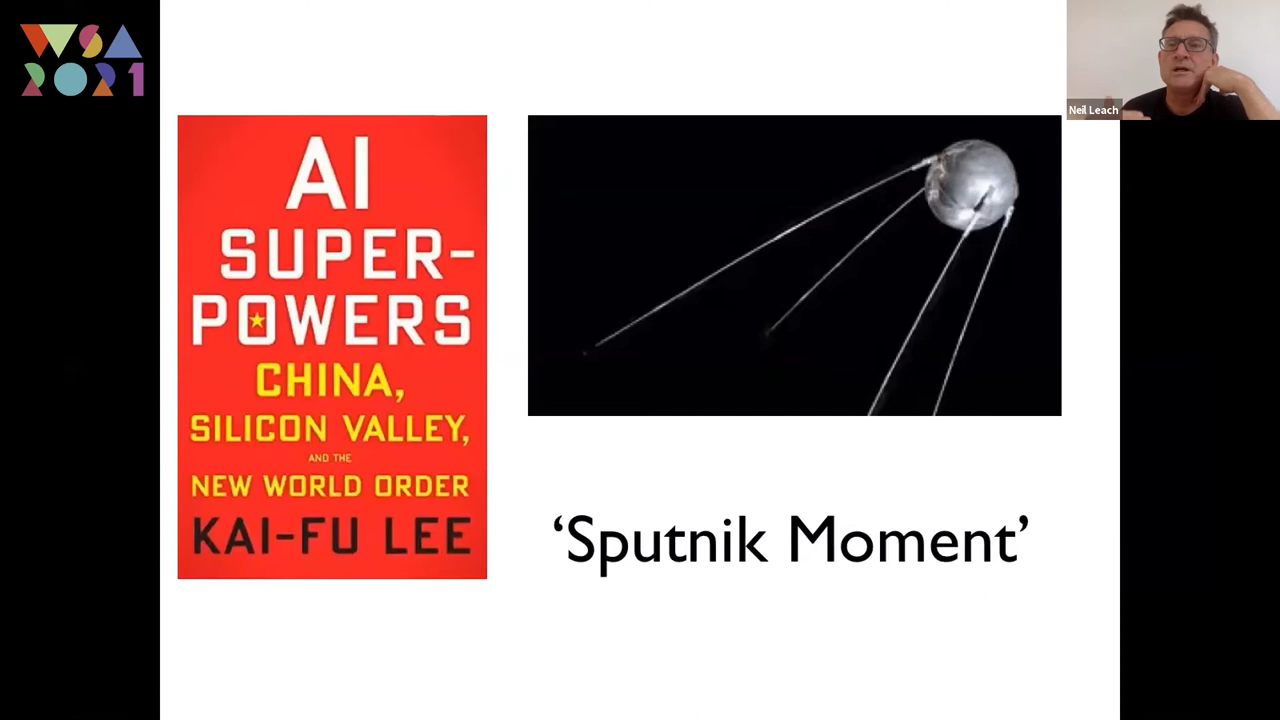 WSA
2021
Neil Leach
AI
SUPER-
POWERS
CHINA,
SILICON VALLEY,
AND THE
NEW WORLD ORDER
KAI-FU LEE
‘Sputnik Moment’